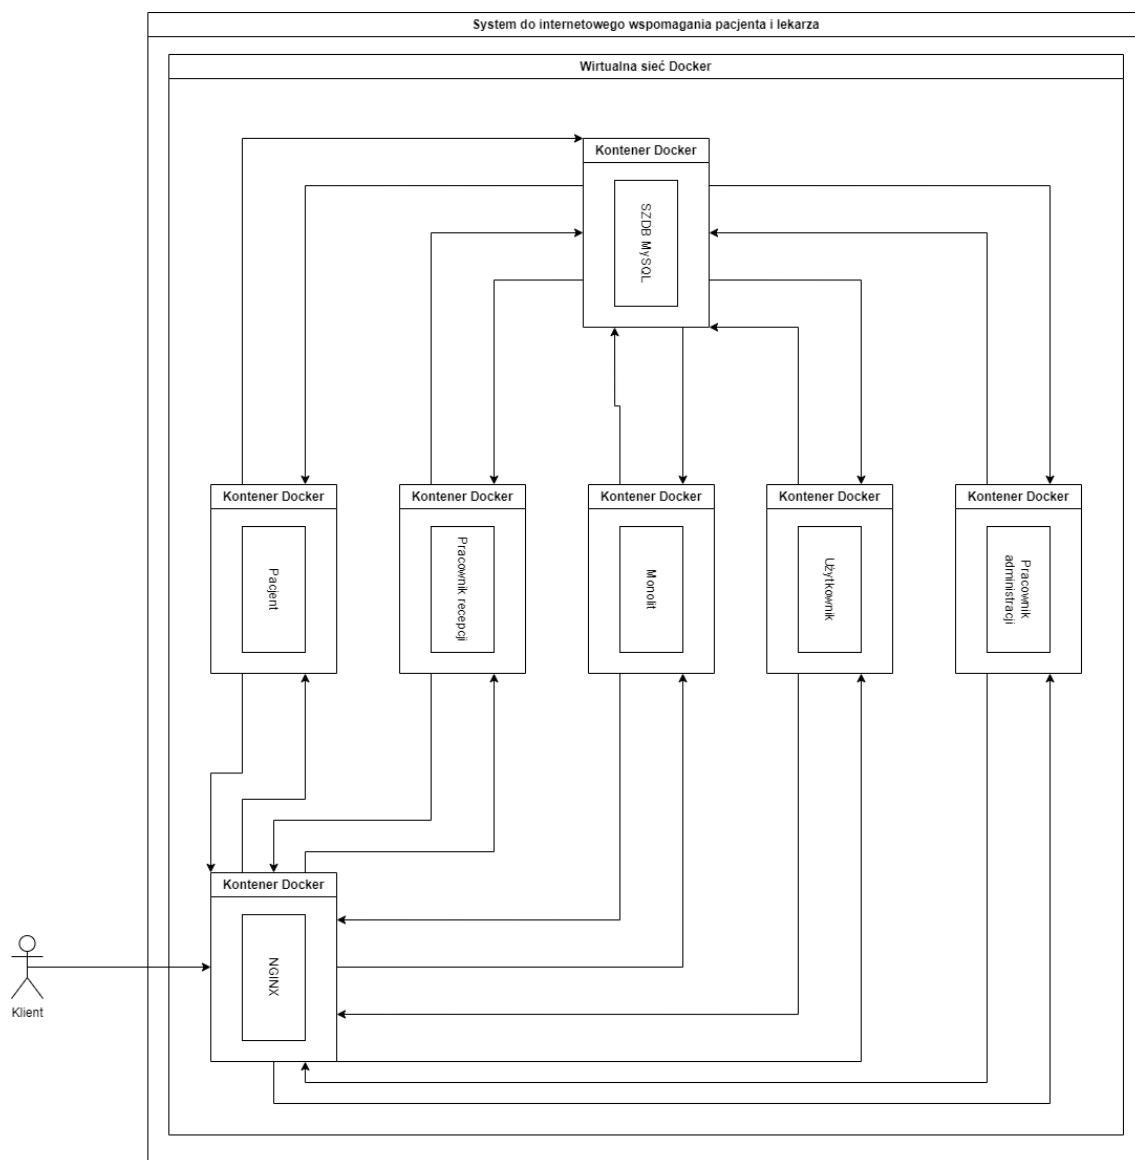 System do internetowego wspomagania pacjenta i lekarza
Wirtualna sieć Docker
Kontener Docker
SZDB MySQL
Kontener Docker
Pacjent
Kontener Docker
Pracownik recepcji
Kontener Docker
Monolit
Kontener Docker
Użytkownik
Kontener Docker
Pracownik
administracji
Kontener Docker
NGINX
Klient